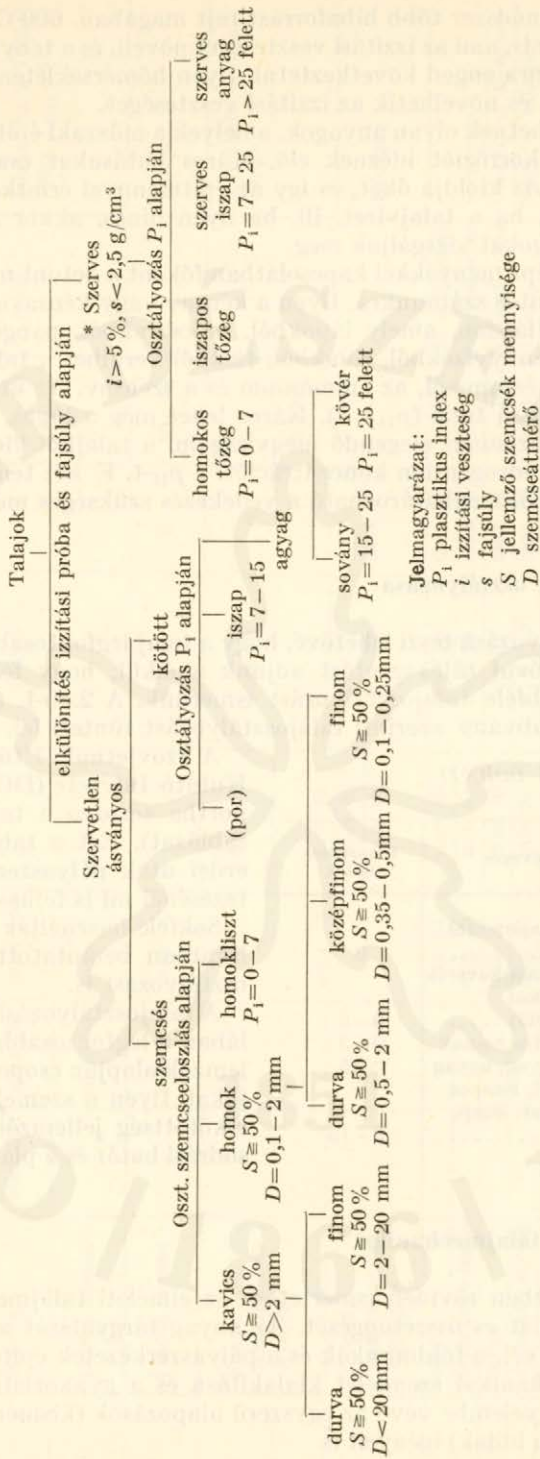 Talajok
elkülönítés izzítási próba és fajsúly alapján
Szervetlen
ásványos
* Szerves
i>5%, s<2,5 g/cm³
szemcsés
kötött
Oszt. szemcseeloszlás alapján
Osztályozás Pᵢ alapján
Osztályozás Pᵢ alapján
kavics
S≧50 %
D>2 mm
homok
S≧50 %
D=0,1−2 mm
homokliszt
Pᵢ=0−7
(por)
iszap
Pᵢ=7−15
agyag
homokos
tőzeg
Pᵢ=0−7
iszapos
tőzeg
szerves
iszap
Pᵢ=7−25
szerves
anyag
Pᵢ>25 felett
durva
S≧50 %
D<20 mm
finom
S≧50 %
D=2−20 mm
durva
S≧50 %
D=0,5−2 mm
középfinom
S≧50 %
D=0,35−0,5mm
finom
S≧50 %
D=0,1−0,25mm
sovány
Pᵢ=15−25
kövér
Pᵢ=25 felett
Jelmagyarázat:
Pᵢ plasztikus index
i izzítási veszteség
s fajsúly
S jellemző szemcsék mennyisége
D szemcseátmérő